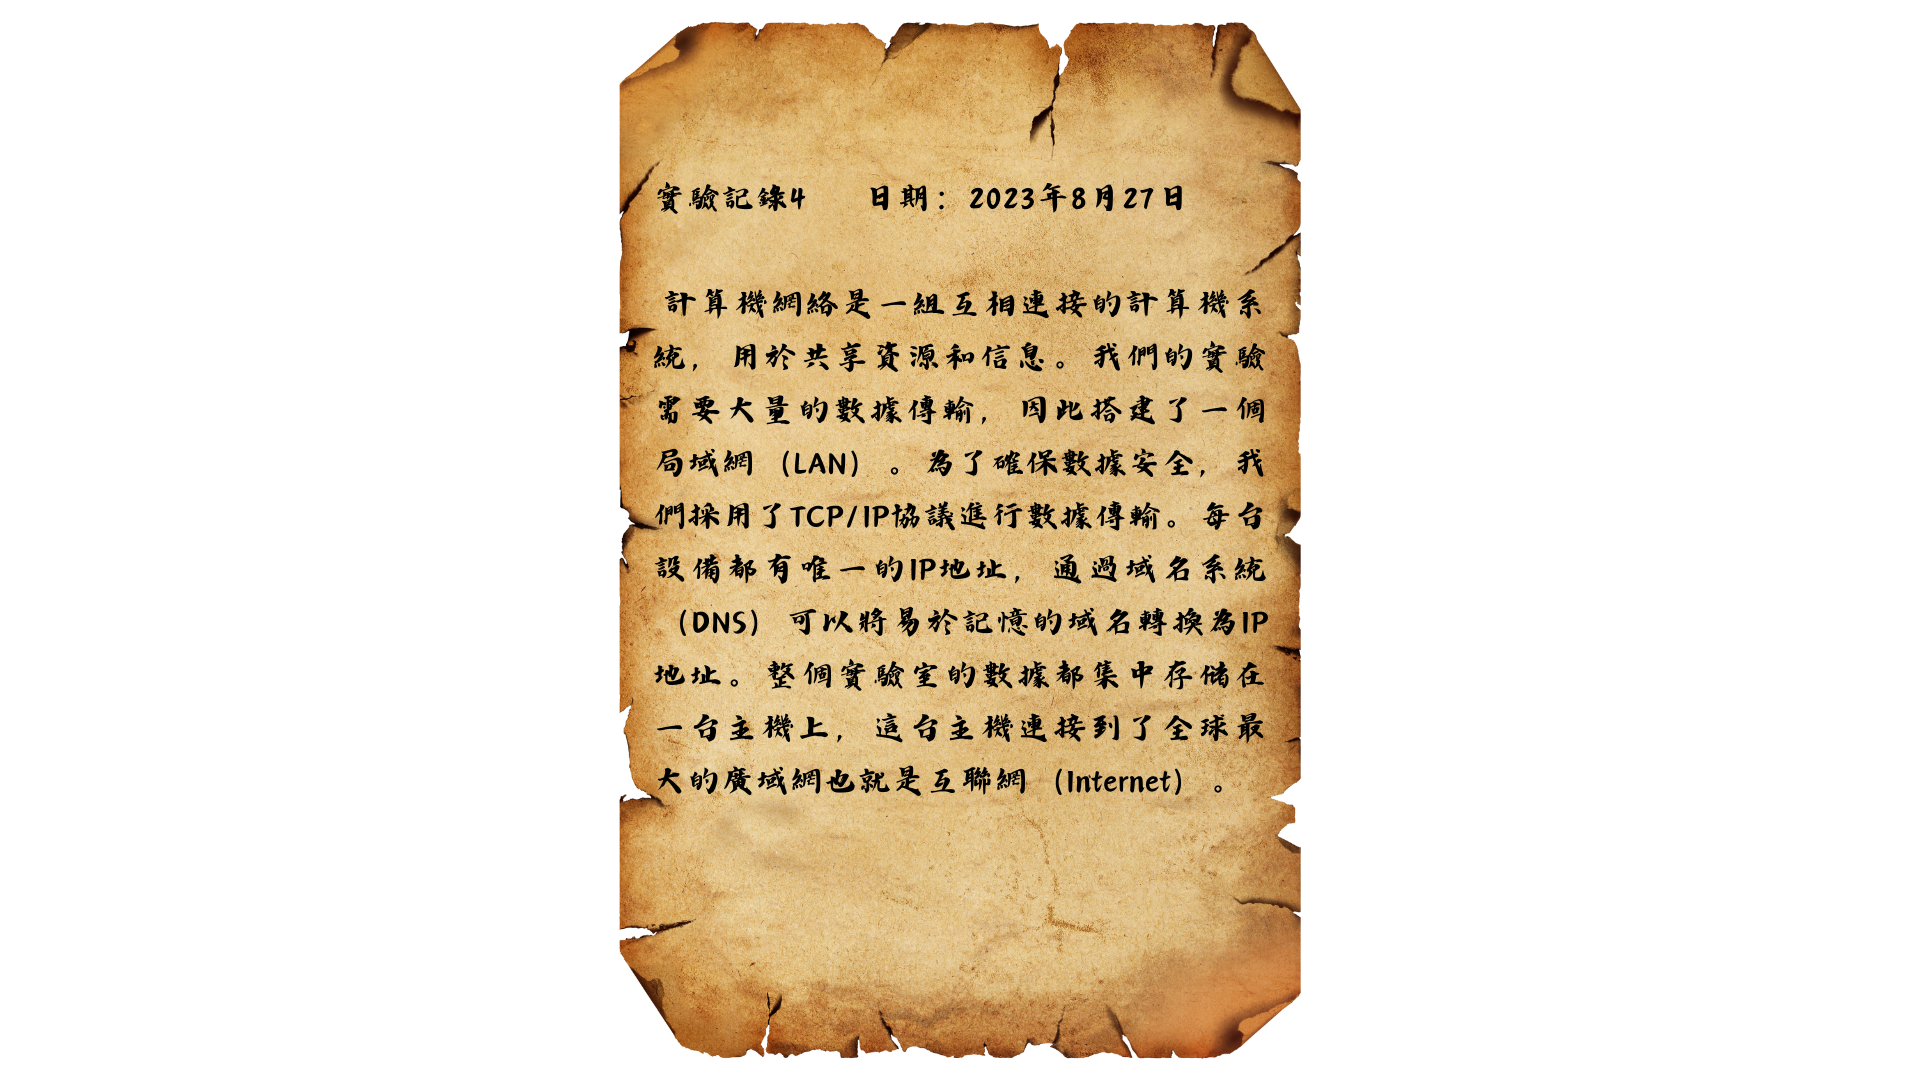 實驗記錄4 日期：2023年8月27日
計算機網絡是一組互相連接的計算機系
統，用於共享資源和信息。我們的實驗
需要大量的數據傳輸，因此搭建了一個
局域網（LAN）。為了確保數據安全，我
們採用了TCP/IP協議進行數據傳輸。每台
設備都有唯一的IP地址，通過域名系統
（DNS）可以將易於記憶的域名轉換為IP
地址。整個實驗室的數據都集中存儲在
一台主機上，這台主機連接到了全球最
大的廣域網也就是互聯網（Internet）。